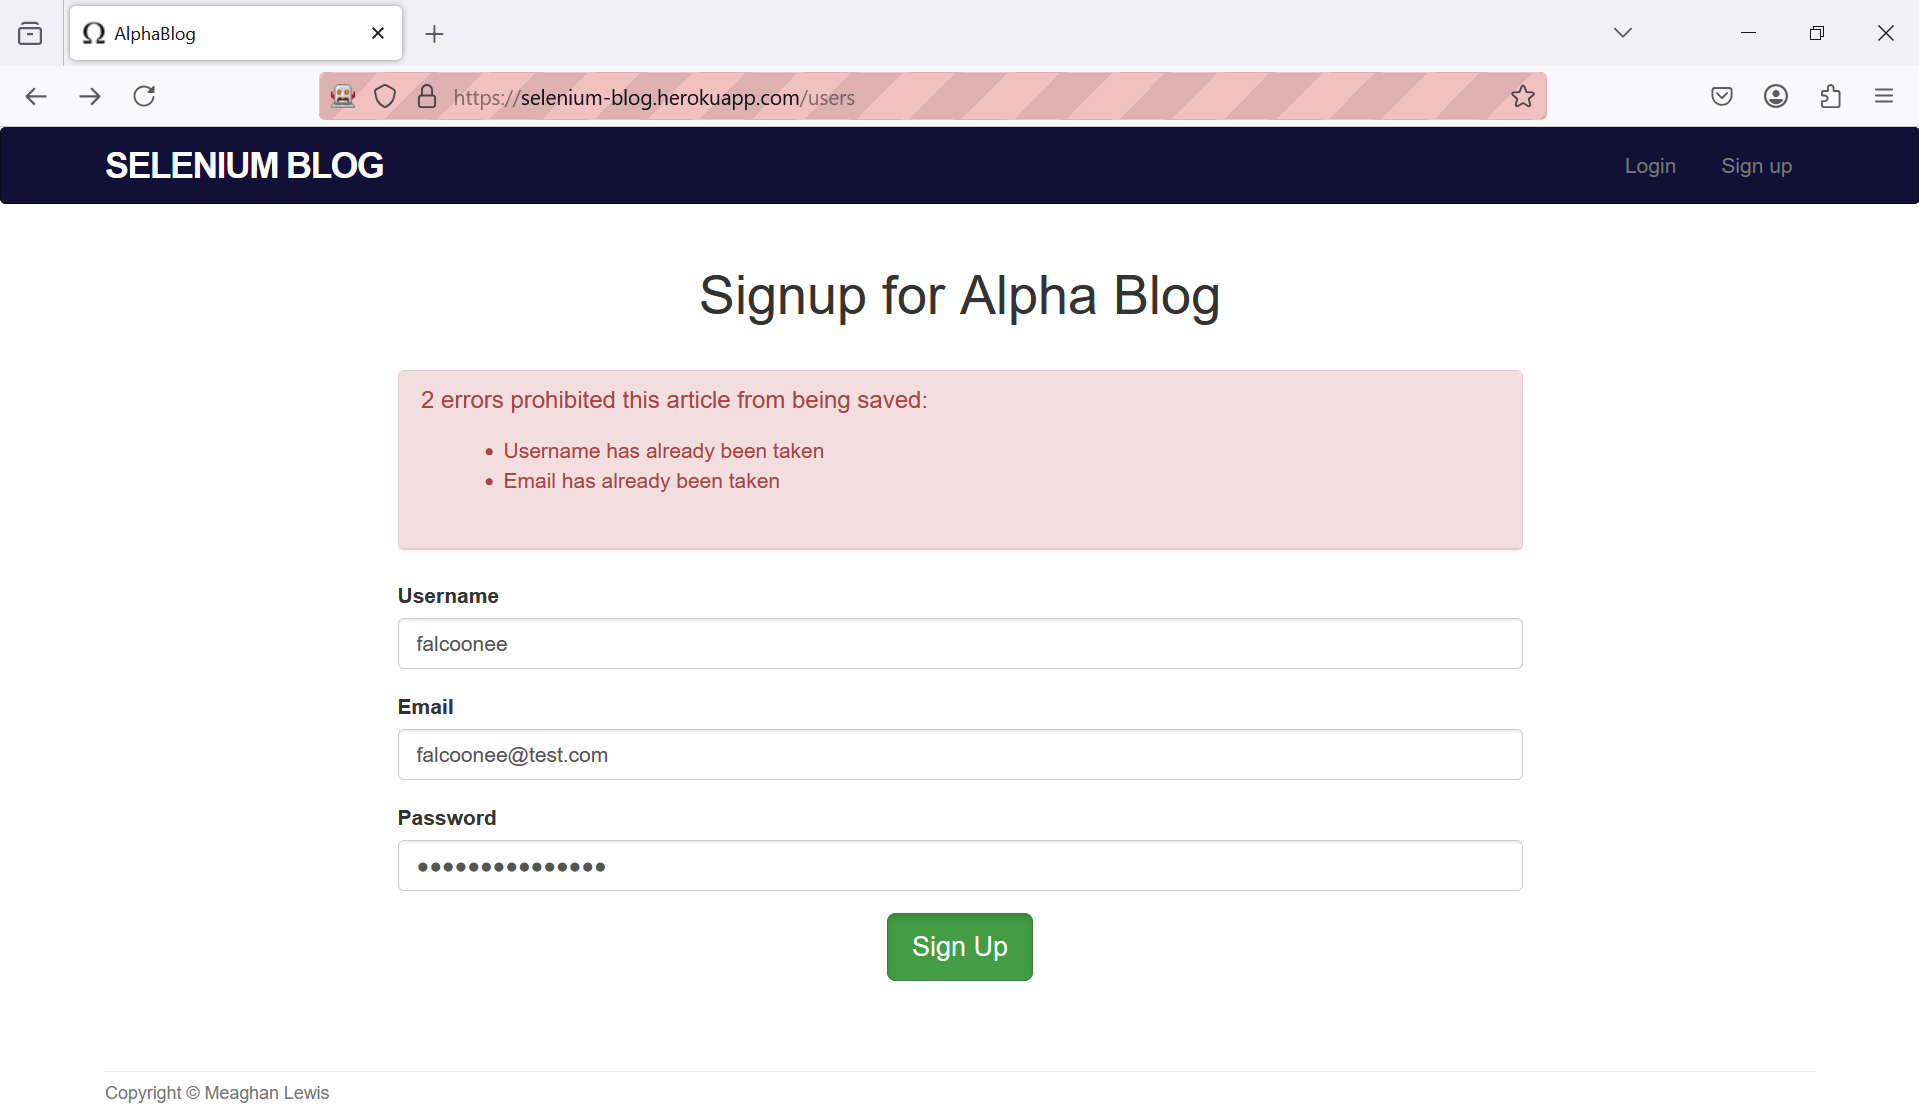 AlphaBlog
https://selenium-blog.herokuapp.com/users
SELENIUM BLOG
Login
Sign up
Signup for Alpha Blog
2 errors prohibited this article from being saved:
• Username has already been taken
• Email has already been taken
Username
falcoonee
Email
falcoonee@test.com
Password
●●●●●●●●●●●●●●●
Sign Up
Copyright © Meaghan Lewis